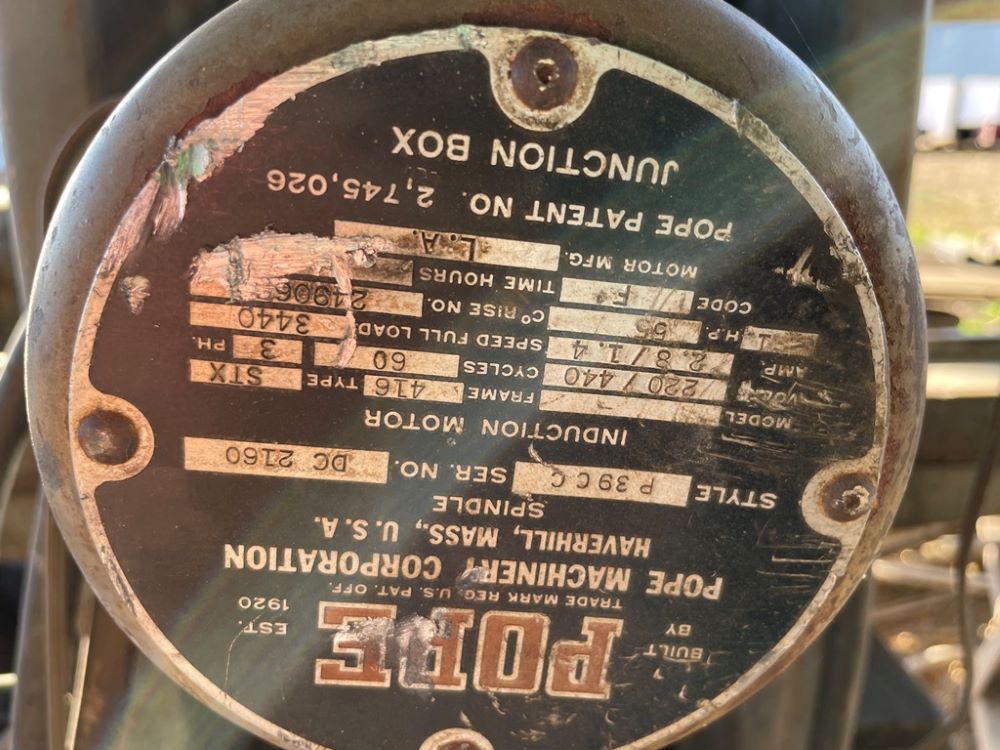 BUILT BY POPE EST. 1920
TRADE MARK REG. U.S. PAT. OFF.
POPE MACHINERY CORPORATION
HAVERHILL, MASS., U.S.A.
SPINDLE
STYLE P39CC SER. NO. DC 2160
INDUCTION MOTOR
MODEL FRAME 416 TYPE STX
VOLT 220/440 CYCLES 60 PH. 3
AMP. 2.8/1.4 SPEED FULL LOAD 3440
H.P. 1 C° RISE 55 NO. 24906
CODE F TIME HOURS
MOTOR MFG. L.A.
POPE PATENT NO. 2,745,026
JUNCTION BOX